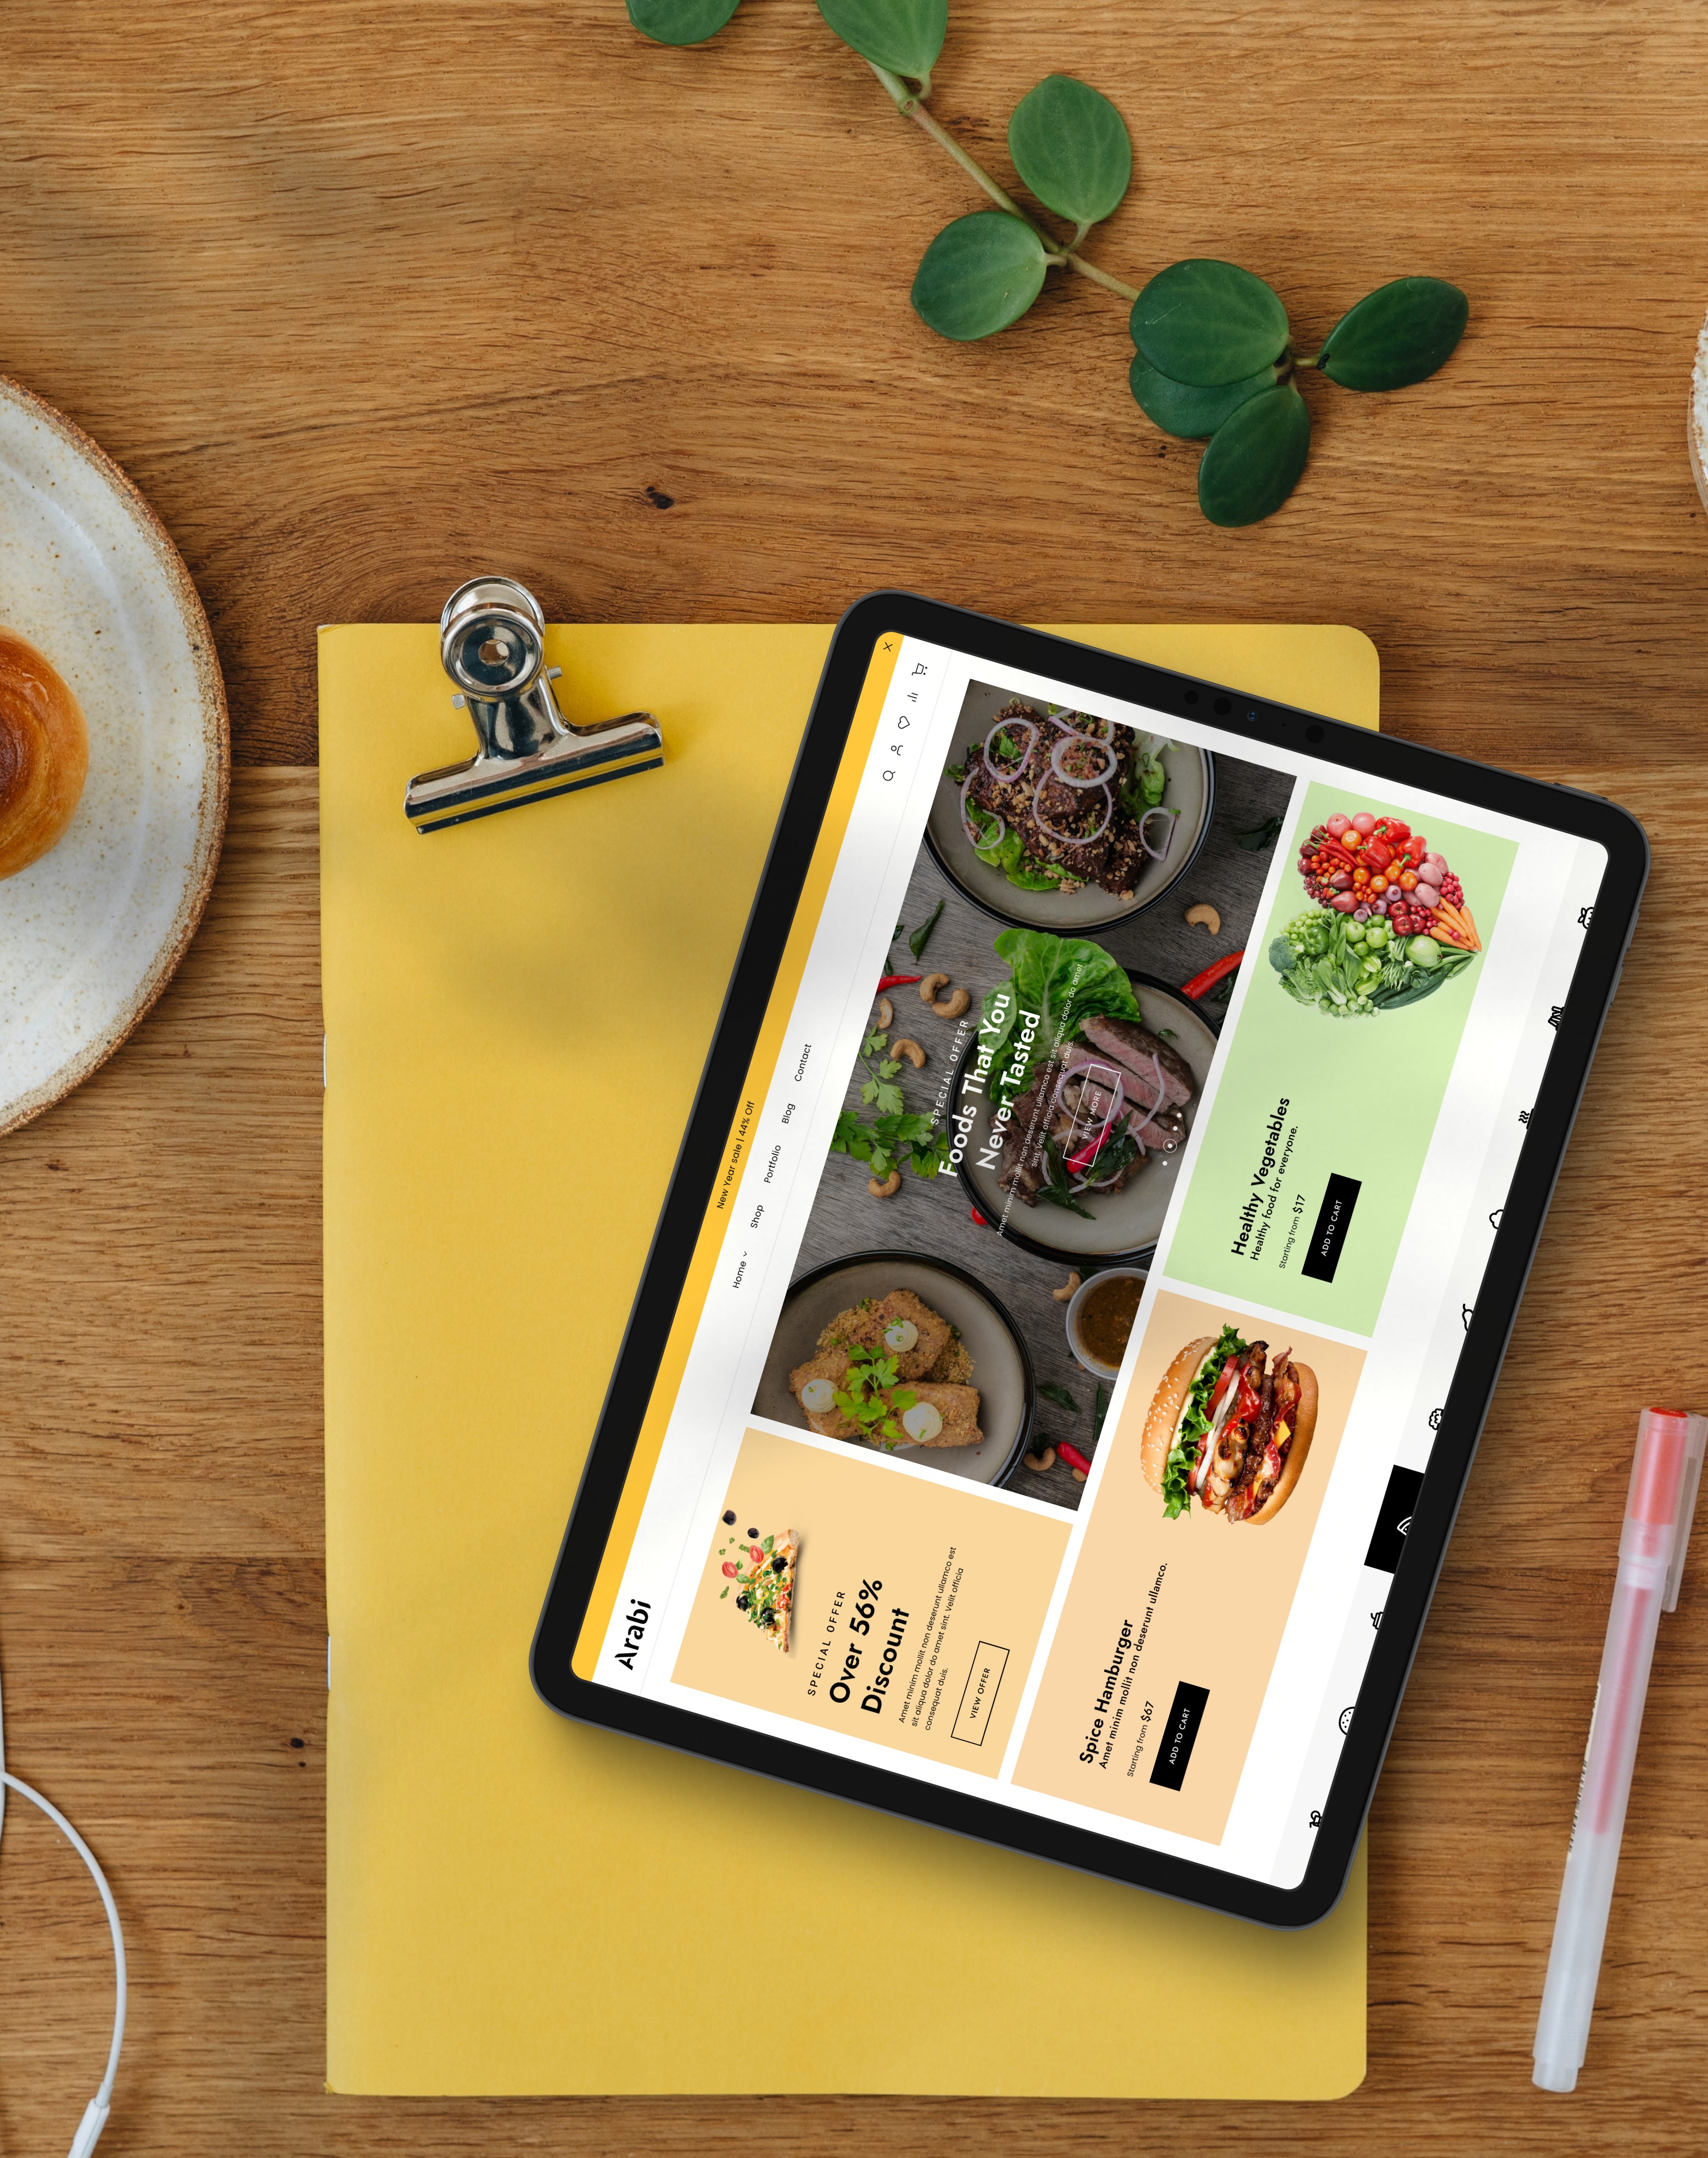 New Year sale | 44% Off
Arabi
Home
Shop
Portfolio
Blog
Contact
SPECIAL OFFER
Over 56%
Discount
Amet minim mollit non deserunt ullamco est
sit aliqua dolor do amet sint. Velit officia
consequat duis.
VIEW OFFER
SPECIAL OFFER
Foods That You
Never Tasted
Amet minim mollit non deserunt ullamco est sit aliqua dolor do amet
sint. Velit officia consequat duis.
VIEW MORE
Spice Hamburger
Amet minim mollit non deserunt ullamco.
Starting from $67
ADD TO CART
Healthy Vegetables
Healthy food for everyone.
Starting from $17
ADD TO CART